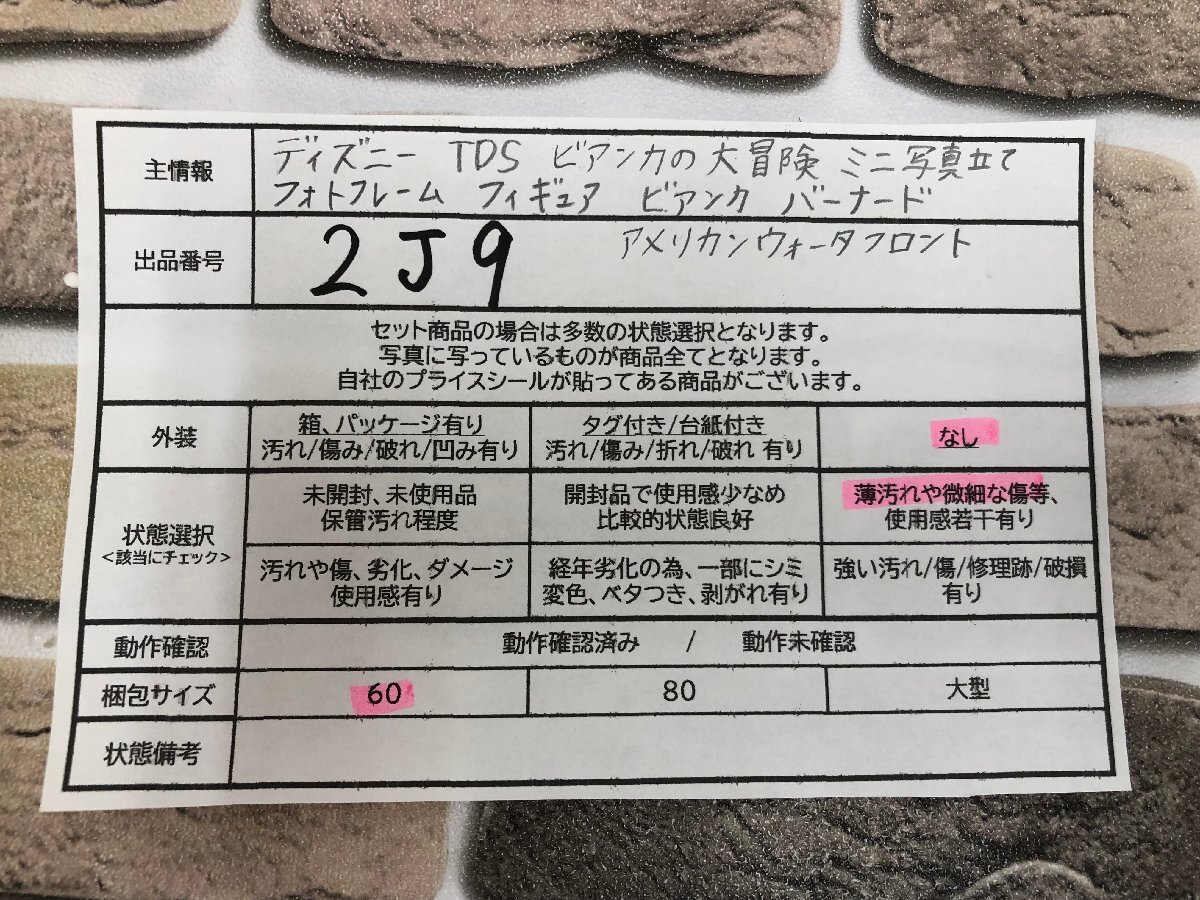 主情報
ディズニー TDS ビアンカの大冒険 ミニ写真立て
フォトフレーム フィギュア ビアンカ バーナード
出品番号
2J9
アメリカンウォータフロント
セット商品の場合は多数の状態選択となります。
写真に写っているものが商品全てとなります。
自社のプライスシールが貼ってある商品がございます。
外装
箱、パッケージ有り
汚れ/傷み/破れ/凹み有り
タグ付き/台紙付き
汚れ/傷み/折れ/破れ 有り
なし
状態選択
<該当にチェック>
未開封、未使用品
保管汚れ程度
開封品で使用感少なめ
比較的状態良好
薄汚れや微細な傷等、
使用感若干有り
汚れや傷、劣化、ダメージ
使用感有り
経年劣化の為、一部にシミ
変色、ベタつき、剥がれ有り
強い汚れ/傷/修理跡/破損
有り
動作確認
動作確認済み / 動作未確認
梱包サイズ
60
80
大型
状態備考